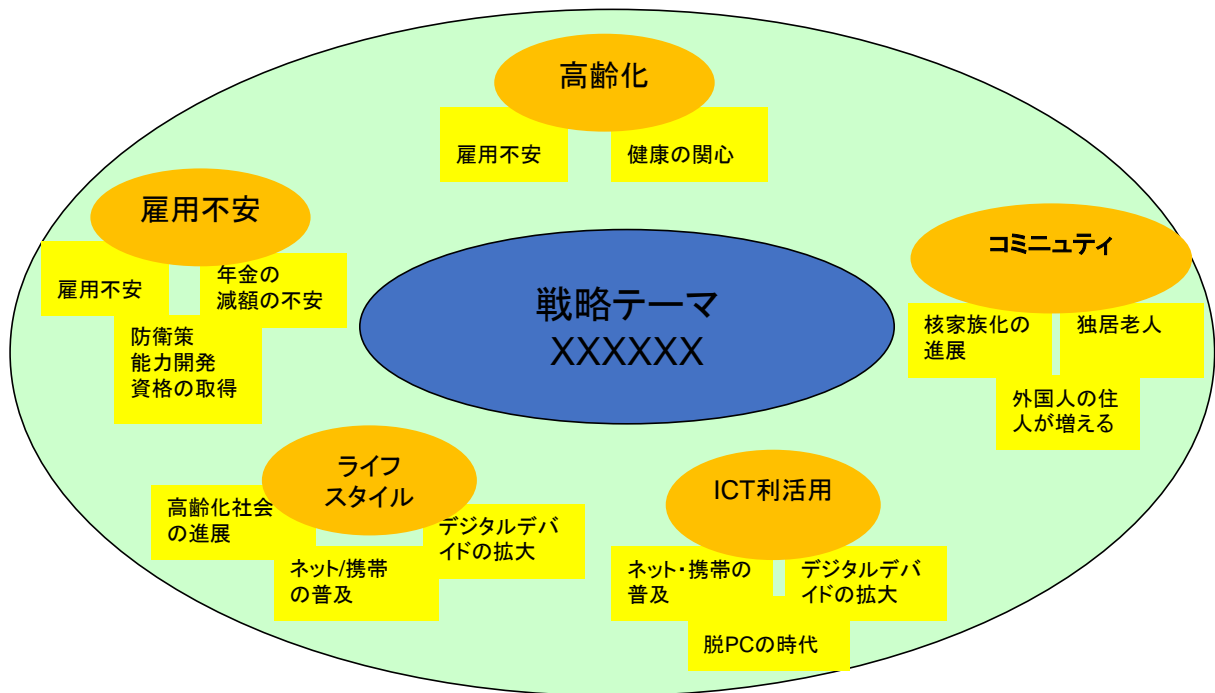 高齢化
雇用不安
健康の関心
雇用不安
雇用不安
年金の
減額の不安
防衛策
能力開発
資格の取得
戦略テーマ
XXXXXX
コミニュティ
核家族化の
進展
独居老人
外国人の住
人が増える
ライフ
スタイル
高齢化社会
の進展
デジタルデバ
イドの拡大
ネット/携帯
の普及
ICT利活用
ネット・携帯の
普及
デジタルデバ
イドの拡大
脱PCの時代